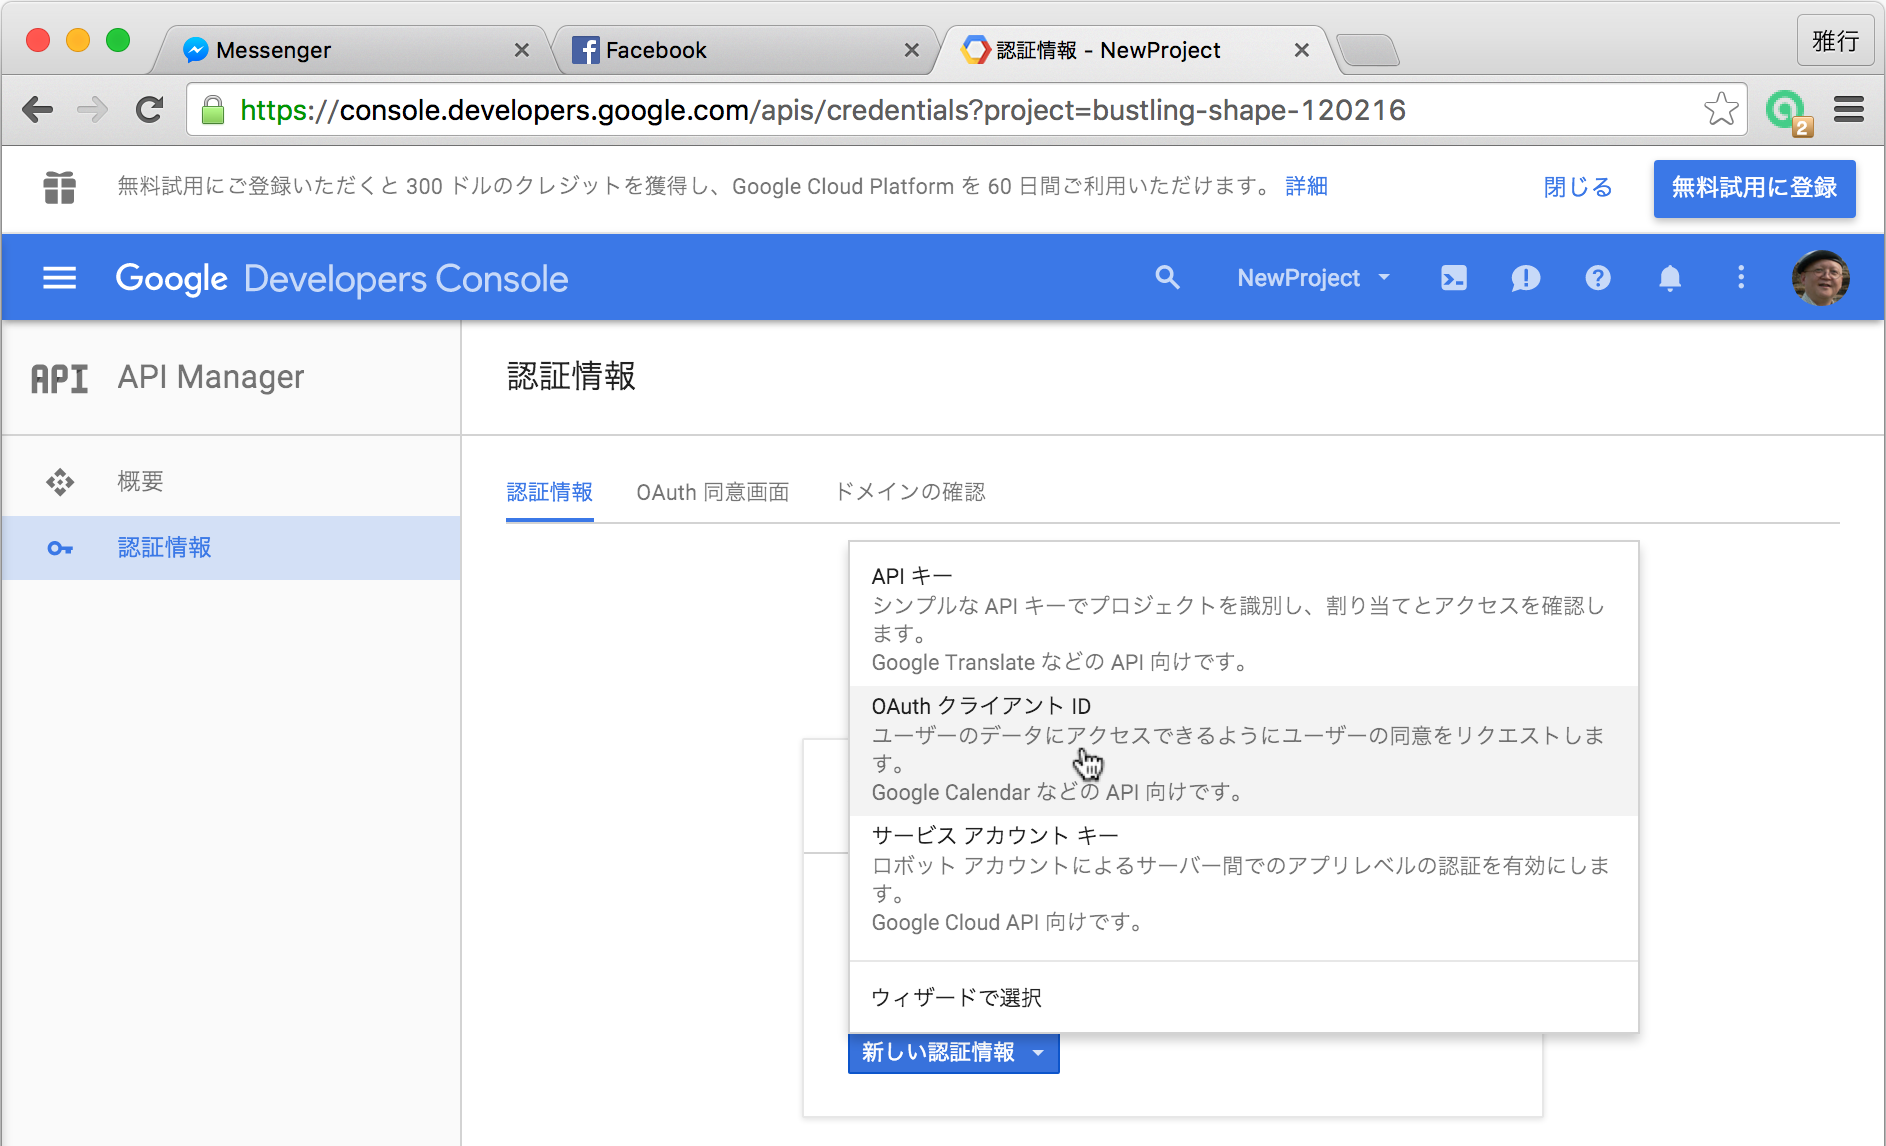 Messenger
Facebook
認証情報 - NewProject
雅行
https://console.developers.google.com/apis/credentials?project=bustling-shape-120216
2
無料試用にご登録いただくと 300 ドルのクレジットを獲得し、Google Cloud Platform を 60 日間ご利用いただけます。 詳細
閉じる
無料試用に登録
Google Developers Console
NewProject
API API Manager
認証情報
概要
認証情報
認証情報 OAuth 同意画面 ドメインの確認
API キー
シンプルな API キーでプロジェクトを識別し、割り当てとアクセスを確認し
ます。
Google Translate などの API 向けです。
OAuth クライアント ID
ユーザーのデータにアクセスできるようにユーザーの同意をリクエストしま
す。
Google Calendar などの API 向けです。
サービス アカウント キー
ロボット アカウントによるサーバー間でのアプリレベルの認証を有効にしま
す。
Google Cloud API 向けです。
ウィザードで選択
新しい認証情報